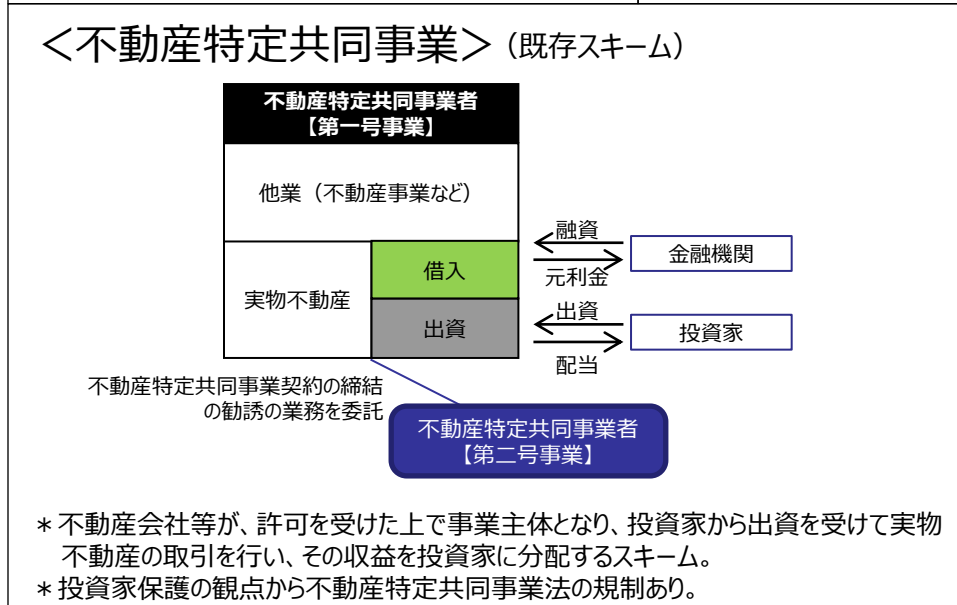 ＜不動産特定共同事業＞（既存スキーム）
不動産特定共同事業者
【第一号事業】
他業（不動産事業など）
実物不動産
借入
出資
融資
元利金
金融機関
出資
配当
投資家
不動産特定共同事業契約の締結
の勧誘の業務を委託
不動産特定共同事業者
【第二号事業】
＊不動産会社等が、許可を受けた上で事業主体となり、投資家から出資を受けて実物
不動産の取引を行い、その収益を投資家に分配するスキーム。
＊投資家保護の観点から不動産特定共同事業法の規制あり。